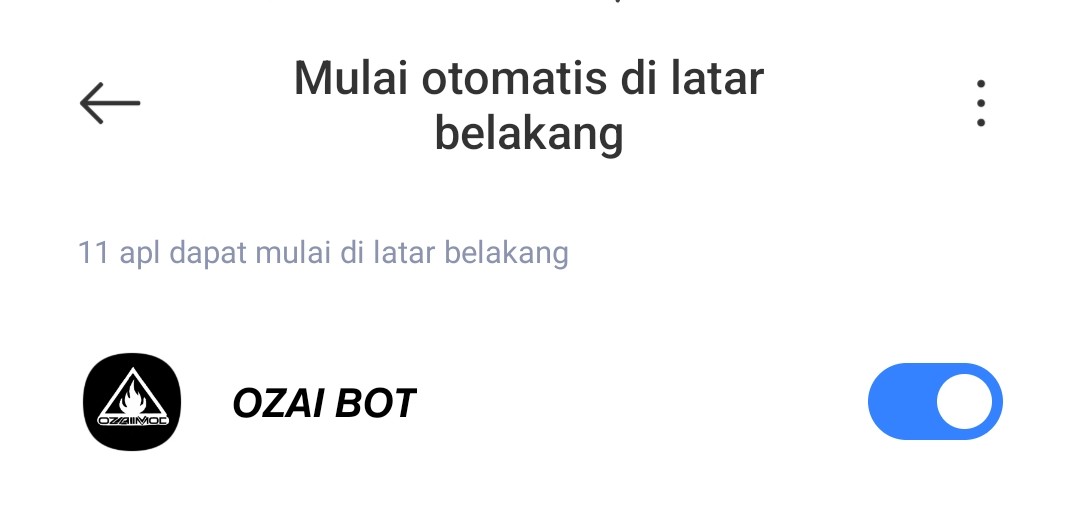 Mulai otomatis di latar
belakang
11 apl dapat mulai di latar belakang
OZAI BOT